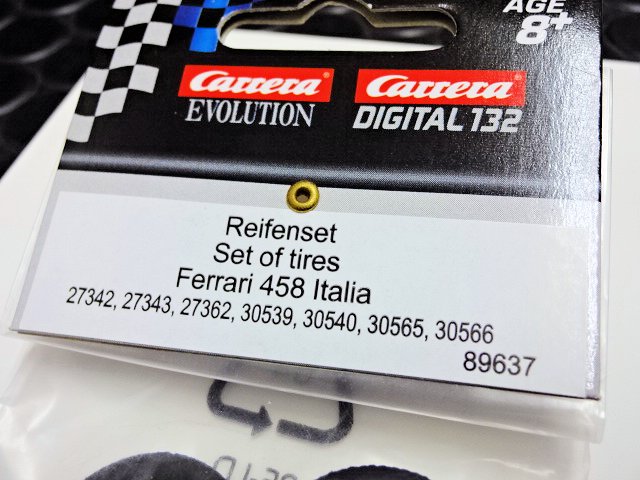 AGE
8+
Carrera
EVOLUTION
Carrera
DIGITAL 132
Reifenset
Set of tires
Ferrari 458 Italia
27342, 27343, 27362, 30539, 30540, 30565, 30566
89637